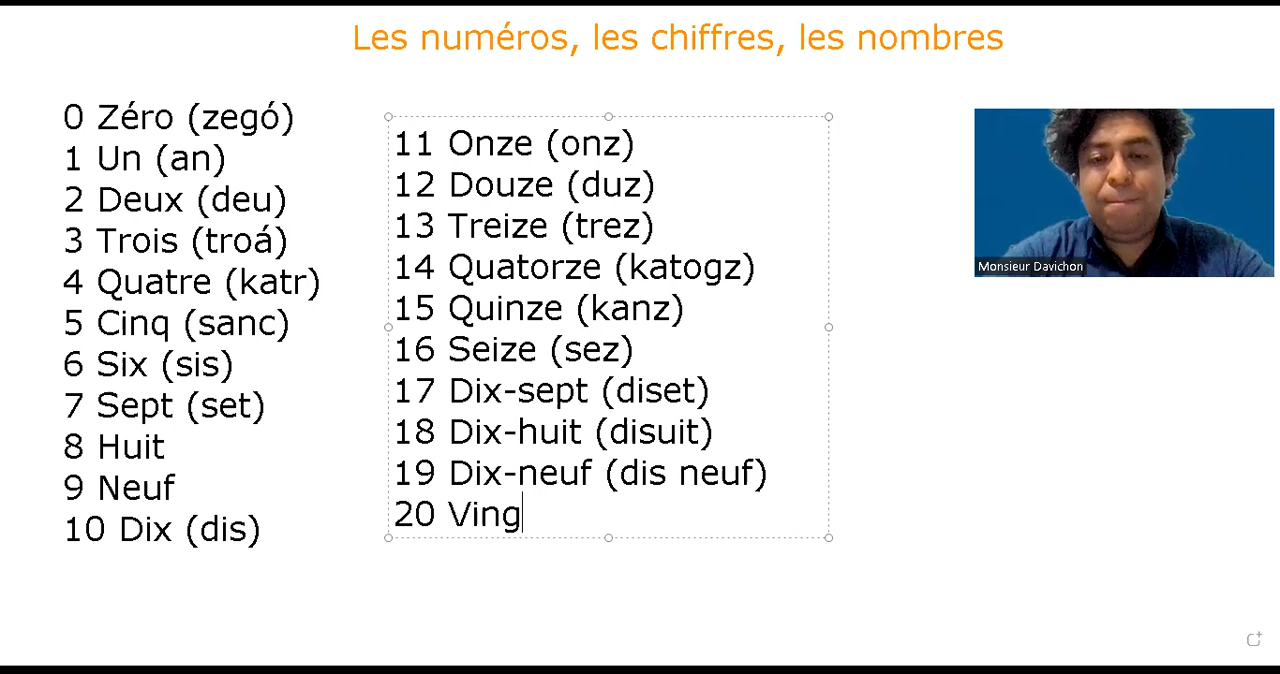 Les numéros, les chiffres, les nombres
0 Zéro (zegó)
1 Un (an)
2 Deux (deu)
3 Trois (troá)
4 Quatre (katr)
5 Cinq (sanc)
6 Six (sis)
7 Sept (set)
8 Huit
9 Neuf
10 Dix (dis)
11 Onze (onz)
12 Douze (duz)
13 Treize (trez)
14 Quatorze (katogz)
15 Quinze (kanz)
16 Seize (sez)
17 Dix-sept (diset)
18 Dix-huit (disuit)
19 Dix-neuf (dis neuf)
20 Ving
Monsieur Davichon